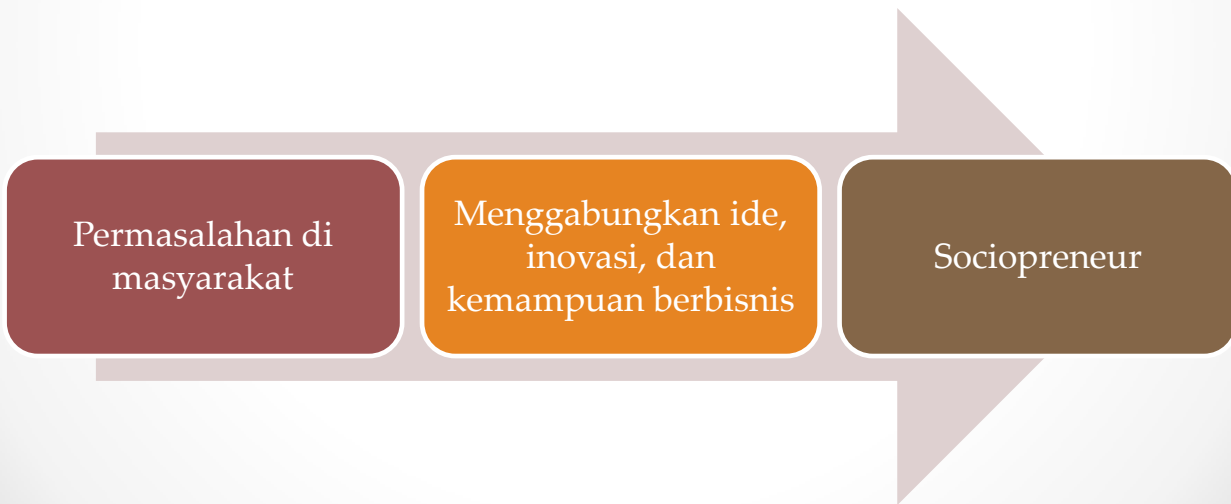 Permasalahan di
masyarakat
Menggabungkan ide,
inovasi, dan
kemampuan berbisnis
Sociopreneur